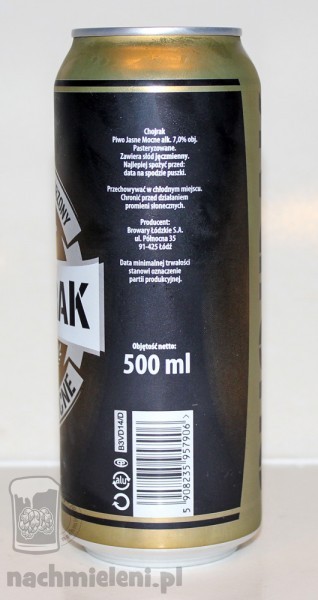 Chojrak
Piwo Jasne Mocne alk. 7,0% obj.
Pasteryzowane.
Zawiera słód jęczmienny.
Najlepiej spożyć przed:
data na spodzie puszki.
Przechowywać w chłodnym miejscu.
Chronić przed działaniem
promieni słonecznych.
Producent:
Browary Łódzkie S.A.
ul. Północna 35
91-425 Łódź
Data minimalnej trwałości
stanowi oznaczenie
partii produkcyjnej.
AK
Objętość netto:
500 ml
B3VD14/D
alu
5 908235 957906
nachmieleni.pl